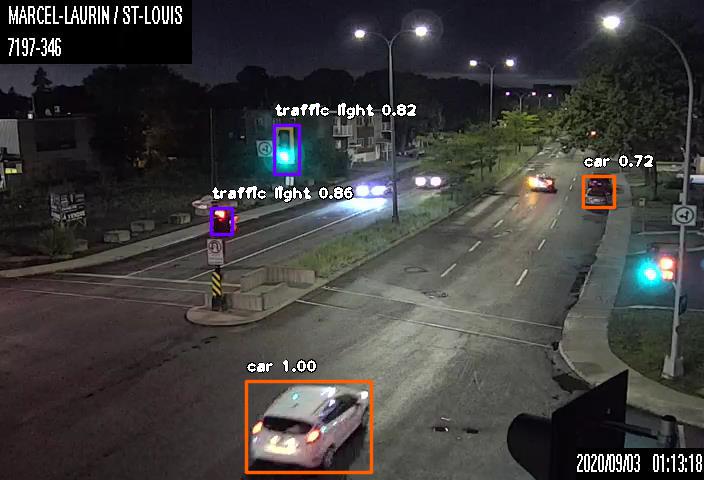 MARCEL-LAURIN / ST-LOUIS
7197-346
traffic light 0.82
car 0.72
traffic light 0.86
car 1.00
2020/09/03 01:13:18